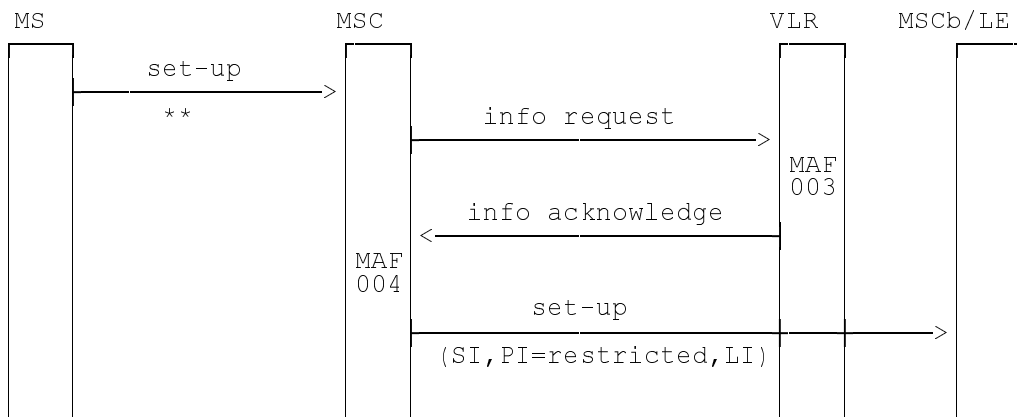 MS MSC VLR MSCb/LE
set-up
**
info request
MAF
003
info acknowledge
MAF
004
set-up
(SI,PI=restricted,LI)